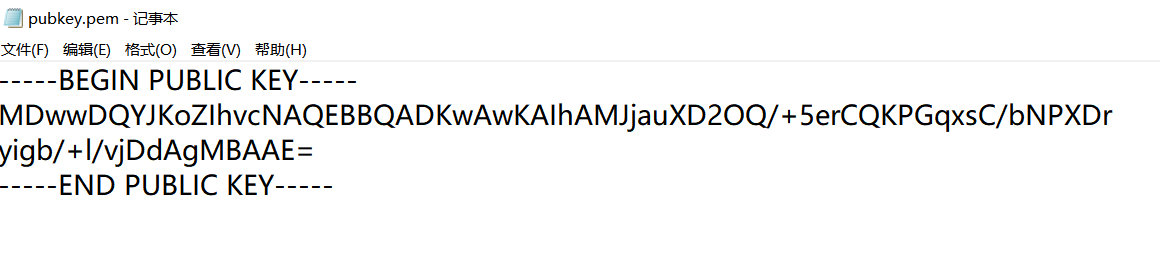 pubkey.pem - 记事本
文件(F) 编辑(E) 格式(O) 查看(V) 帮助(H)
-----BEGIN PUBLIC KEY-----
MDwwDQYJKoZIhvcNAQEBBQADKwAwKAIhAMJjauXD2OQ/+5erCQKPGqxsC/bNPXDr
yigb/+l/vjDdAgMBAAE=
-----END PUBLIC KEY-----